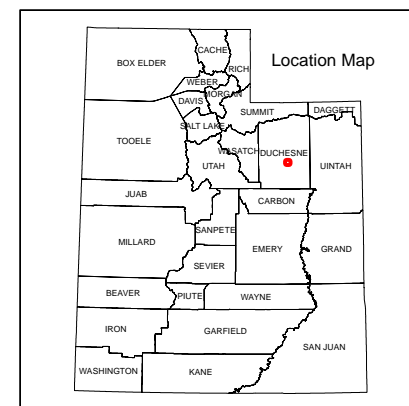 Location Map
CACHE
BOX ELDER
RICH
WEBER
MORGAN
DAVIS
SUMMIT
DAGGETT
SALT LAKE
TOOELE
WASATCH
DUCHESNE
UTAH
UINTAH
JUAB
CARBON
SANPETE
MILLARD
EMERY
GRAND
SEVIER
BEAVER
PIUTE
WAYNE
IRON
GARFIELD
SAN JUAN
WASHINGTON
KANE